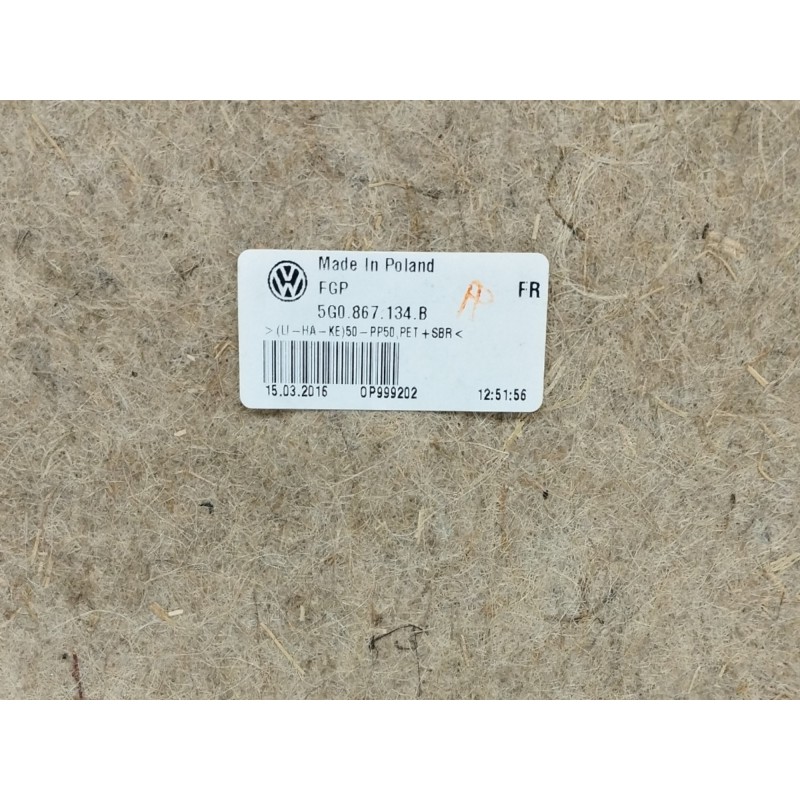 Made In Poland
FGP FR
5G0.867.134.B
>(LI-HA-KE)50-PP50,PET+SBR<
15.03.2016 OP999202 12:51:56